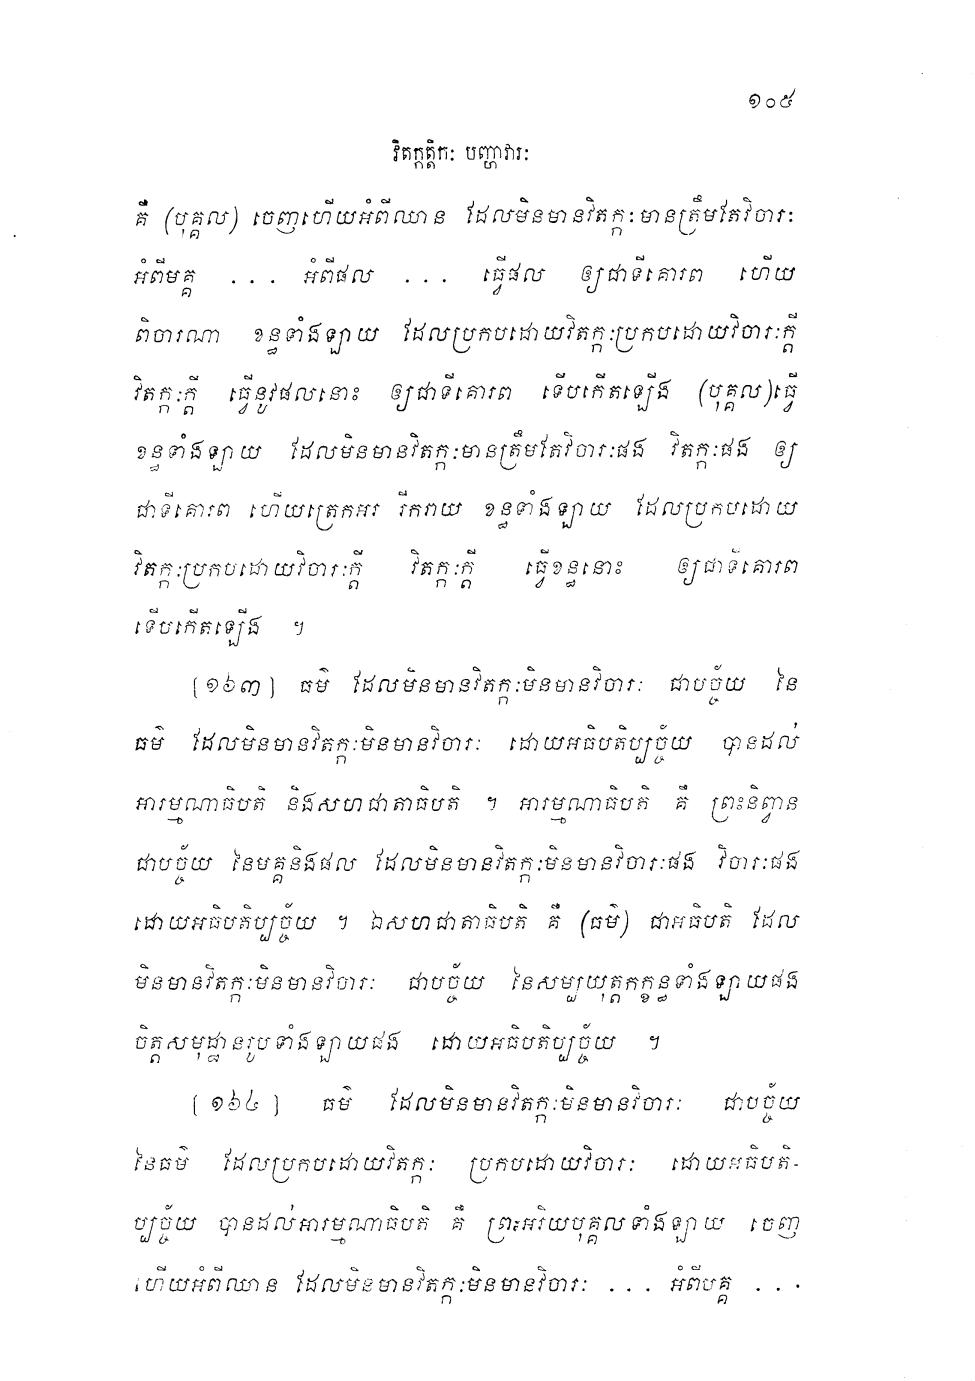 ១០៥
វិតក្កត្តិកៈ បញ្ហាវារៈ
គឺ (បុគ្គល) ចេញហើយអំពីឈាន ដែលមិនមានវិតក្កៈមានត្រឹមតែវិចារៈ
អំពីមគ្គ ... អំពីផល ... ធ្វើផល ឲ្យជាទីគោរព ហើយ
ពិចារណា ខន្ធទាំងឡាយ ដែលប្រកបដោយវិតក្កៈប្រកបដោយវិចារៈក្តី
វិតក្កៈក្តី ធ្វើនូវផលនោះ ឲ្យជាទីគោរព ទើបកើតឡើង (បុគ្គល)ធ្វើ
ខន្ធទាំងឡាយ ដែលមិនមានវិតក្កៈមានត្រឹមតែវិចារៈផង វិតក្កៈផង ឲ្យ
ជាទីគោរព ហើយត្រេកអរ រីករាយ ខន្ធទាំងឡាយ ដែលប្រកបដោយ
វិតក្កៈប្រកបដោយវិចារៈក្តី វិតក្កៈក្តី ធ្វើខន្ធនោះ ឲ្យជាទីគោរព
ទើបកើតឡើង ។
[១៦៣] ធម៌ ដែលមិនមានវិតក្កៈមិនមានវិចារៈ ជាបច្ច័យ នៃ
ធម៌ ដែលមិនមានវិតក្កៈមិនមានវិចារៈ ដោយអធិបតិប្បច្ច័យ បានដល់
អារម្មណាធិបតិ និងសហជាតាធិបតិ ។ អារម្មណាធិបតិ គឺ ព្រះនិព្វាន
ជាបច្ច័យ នៃមគ្គនិងផល ដែលមិនមានវិតក្កៈមិនមានវិចារៈផង វិចារៈផង
ដោយអធិបតិប្បច្ច័យ ។ ឯសហជាតាធិបតិ គឺ (ធម៌) ជាអធិបតិ ដែល
មិនមានវិតក្កៈមិនមានវិចារៈ ជាបច្ច័យ នៃសម្បយុត្តកក្ខន្ធទាំងឡាយផង
ចិត្តសមុដ្ឋានរូបទាំងឡាយផង ដោយអធិបតិប្បច្ច័យ ។
[១៦៤] ធម៌ ដែលមិនមានវិតក្កៈមិនមានវិចារៈ ជាបច្ច័យ
នៃធម៌ ដែលប្រកបដោយវិតក្កៈ ប្រកបដោយវិចារៈ ដោយអធិបតិ-
ប្បច្ច័យ បានដល់អារម្មណាធិបតិ គឺ ព្រះអរិយបុគ្គលទាំងឡាយ ចេញ
ហើយអំពីឈាន ដែលមិនមានវិតក្កៈមិនមានវិចារៈ ... អំពីមគ្គ ...